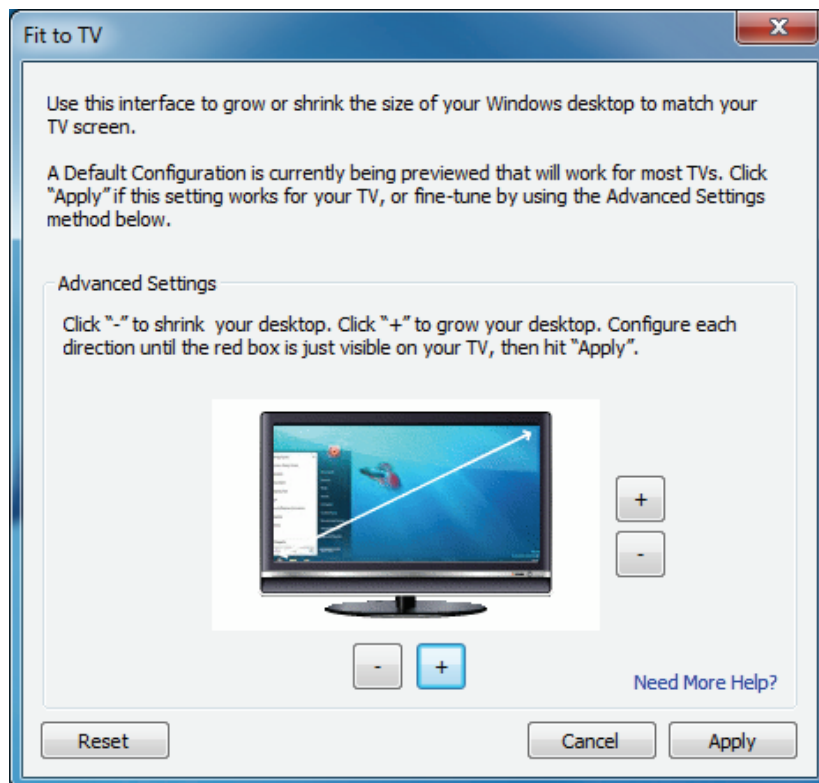 Fit to TV
Use this interface to grow or shrink the size of your Windows desktop to match your
TV screen.
A Default Configuration is currently being previewed that will work for most TVs. Click
“Apply” if this setting works for your TV, or fine-tune by using the Advanced Settings
method below.
Advanced Settings
Click “-” to shrink  your desktop. Click “+” to grow your desktop. Configure each
direction until the red box is just visible on your TV, then hit “Apply”.
+
-
- +
Need More Help?
Reset Cancel Apply